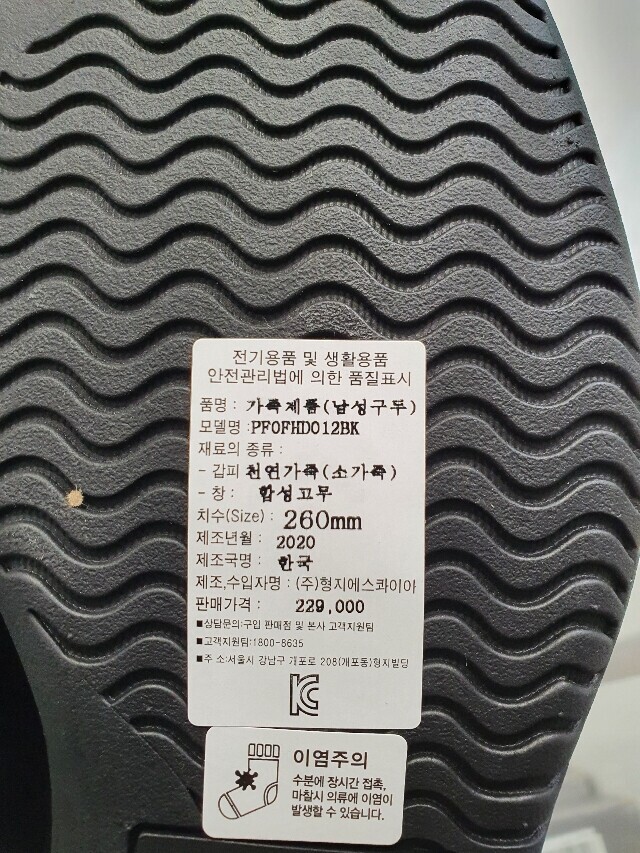 전기용품 및 생활용품
안전관리법에 의한 품질표시
품명 : 가죽제품(남성구두)
모델명 :PF0FHD012BK
재료의 종류 :
- 갑피 천연가죽(소가죽)
- 창 : 합성고무
치수(Size) : 260mm
제조년월 : 2020
제조국명 : 한국
제조,수입자명 : (주)형지에스콰이아
판매가격 : 229,000
■상담문의:구입 판매점 및 본사 고객지원팀
■고객지원팀:1800-8635
■주 소:서울시 강남구 개포로 208(개포동)형지빌딩
KC
이염주의
수분에 장시간 접촉,
마찰시 의류에 이염이
발생할 수 있습니다.